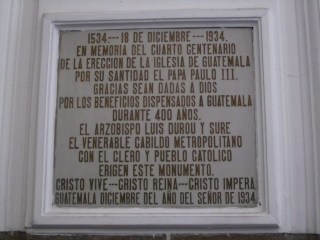 1534---18 DE DICIEMBRE---1934.
EN MEMORIA DEL CUARTO CENTENARIO
DE LA ERECCION DE LA IGLESIA DE GUATEMALA
POR SU SANTIDAD EL PAPA PAULO III.
GRACIAS SEAN DADAS A DIOS
POR LOS BENEFICIOS DISPENSADOS A GUATEMALA
DURANTE 400 AÑOS.
EL ARZOBISPO LUIS DUROU Y SURE
EL VENERABLE CABILDO METROPOLITANO
CON EL CLERO Y PUEBLO CATOLICO
ERIGEN ESTE MONUMENTO.
CRISTO VIVE---CRISTO REINA---CRISTO IMPERA
GUATEMALA DICIEMBRE DEL AÑO DEL SEÑOR DE 1934